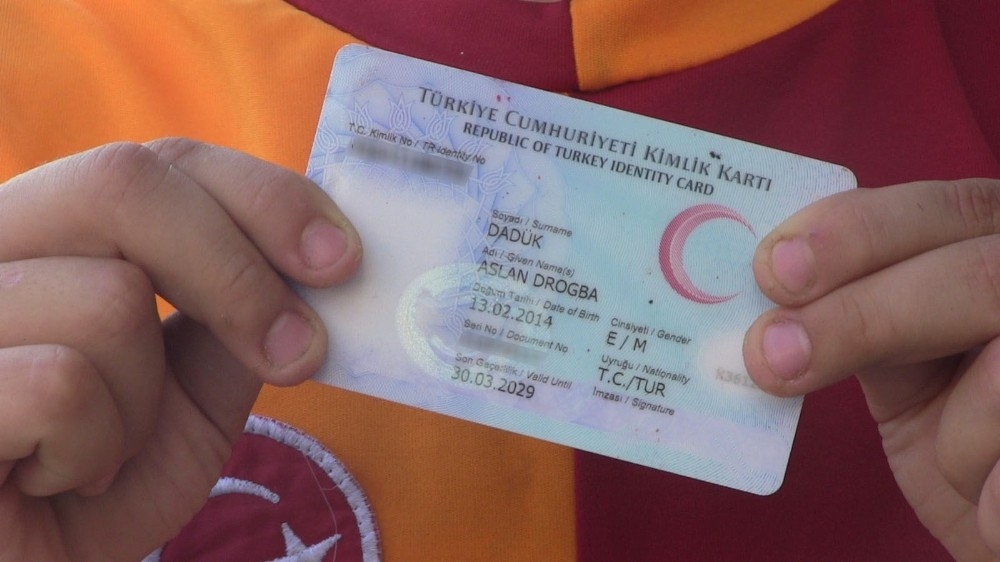 TÜRKİYE CUMHURİYETİ KİMLİK KARTI
REPUBLIC OF TURKEY IDENTITY CARD
T.C. Kimlik No / TR Identity No
Soyadı / Surname
DADÜK
Adı / Given Name(s)
ASLAN DROGBA
Doğum Tarihi / Date of Birth
13.02.2014
Cinsiyeti / Gender
E / M
Seri No / Document No
Uyruğu / Nationality
T.C./TUR
Son Geçerlilik / Valid Until
30.03.2029
İmzası / Signature